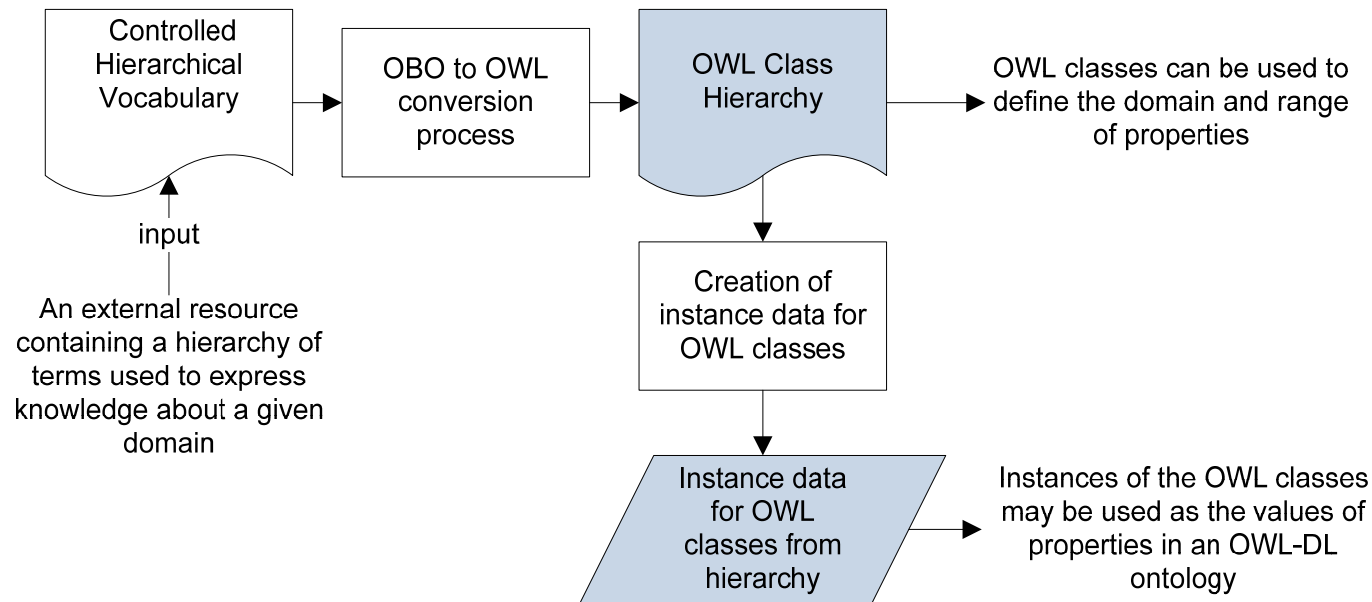 Controlled
Hierarchical
Vocabulary
OBO to OWL
conversion
process
OWL Class
Hierarchy
OWL classes can be used to
define the domain and range
of properties
input
An external resource
containing a hierarchy of
terms used to express
knowledge about a given
domain
Creation of
instance data for
OWL classes
Instance data
for OWL
classes from
hierarchy
Instances of the OWL classes
may be used as the values of
properties in an OWL-DL
ontology